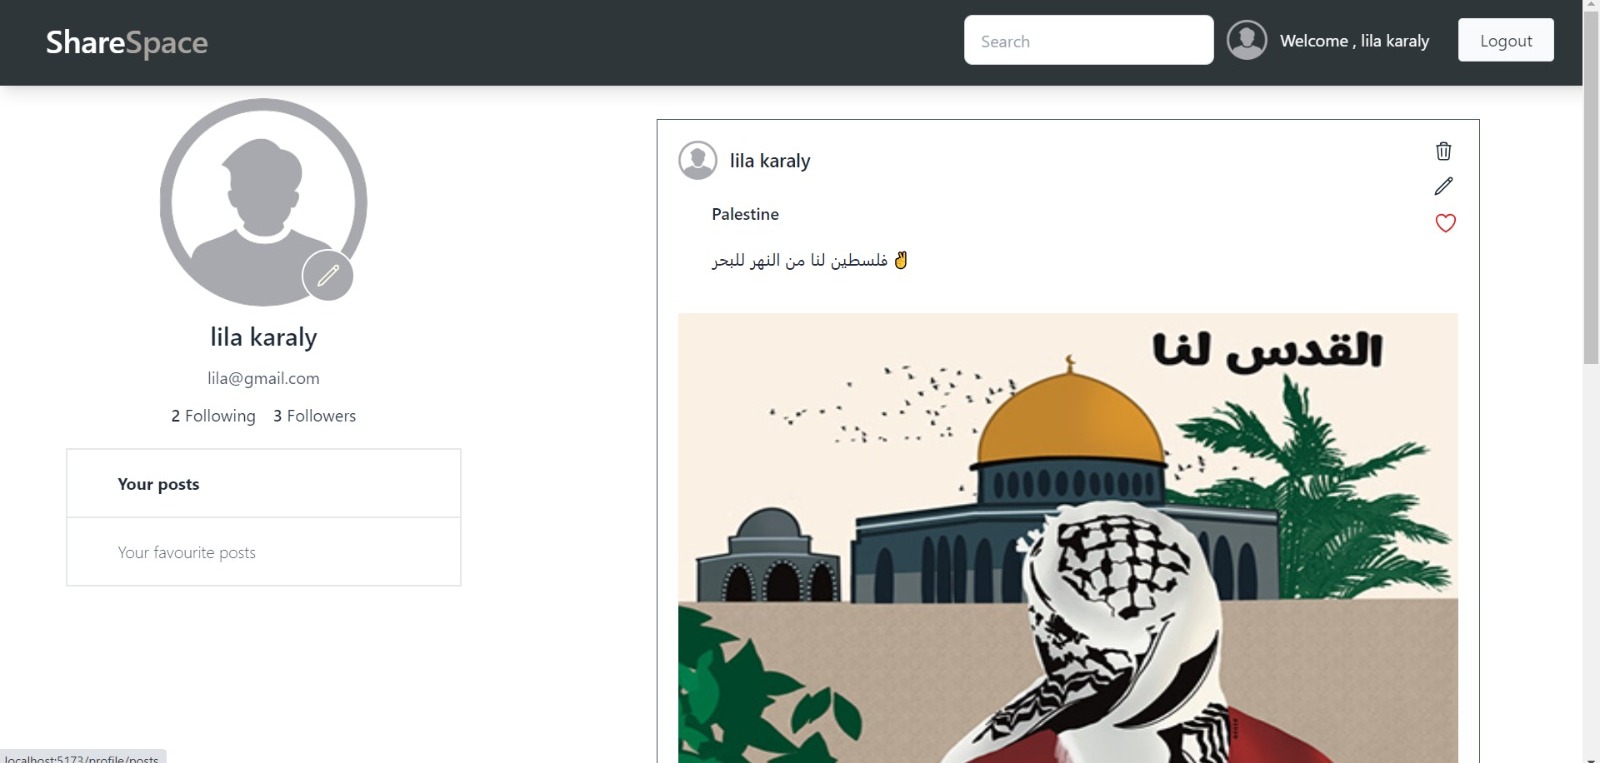 ShareSpace
Search
Welcome , lila karaly
Logout
lila karaly
lila@gmail.com
2 Following 3 Followers
Your posts
Your favourite posts
lila karaly
Palestine
فلسطين لنا من النهر للبحر ✌
القدس لنا
localhost:5173/profile/posts